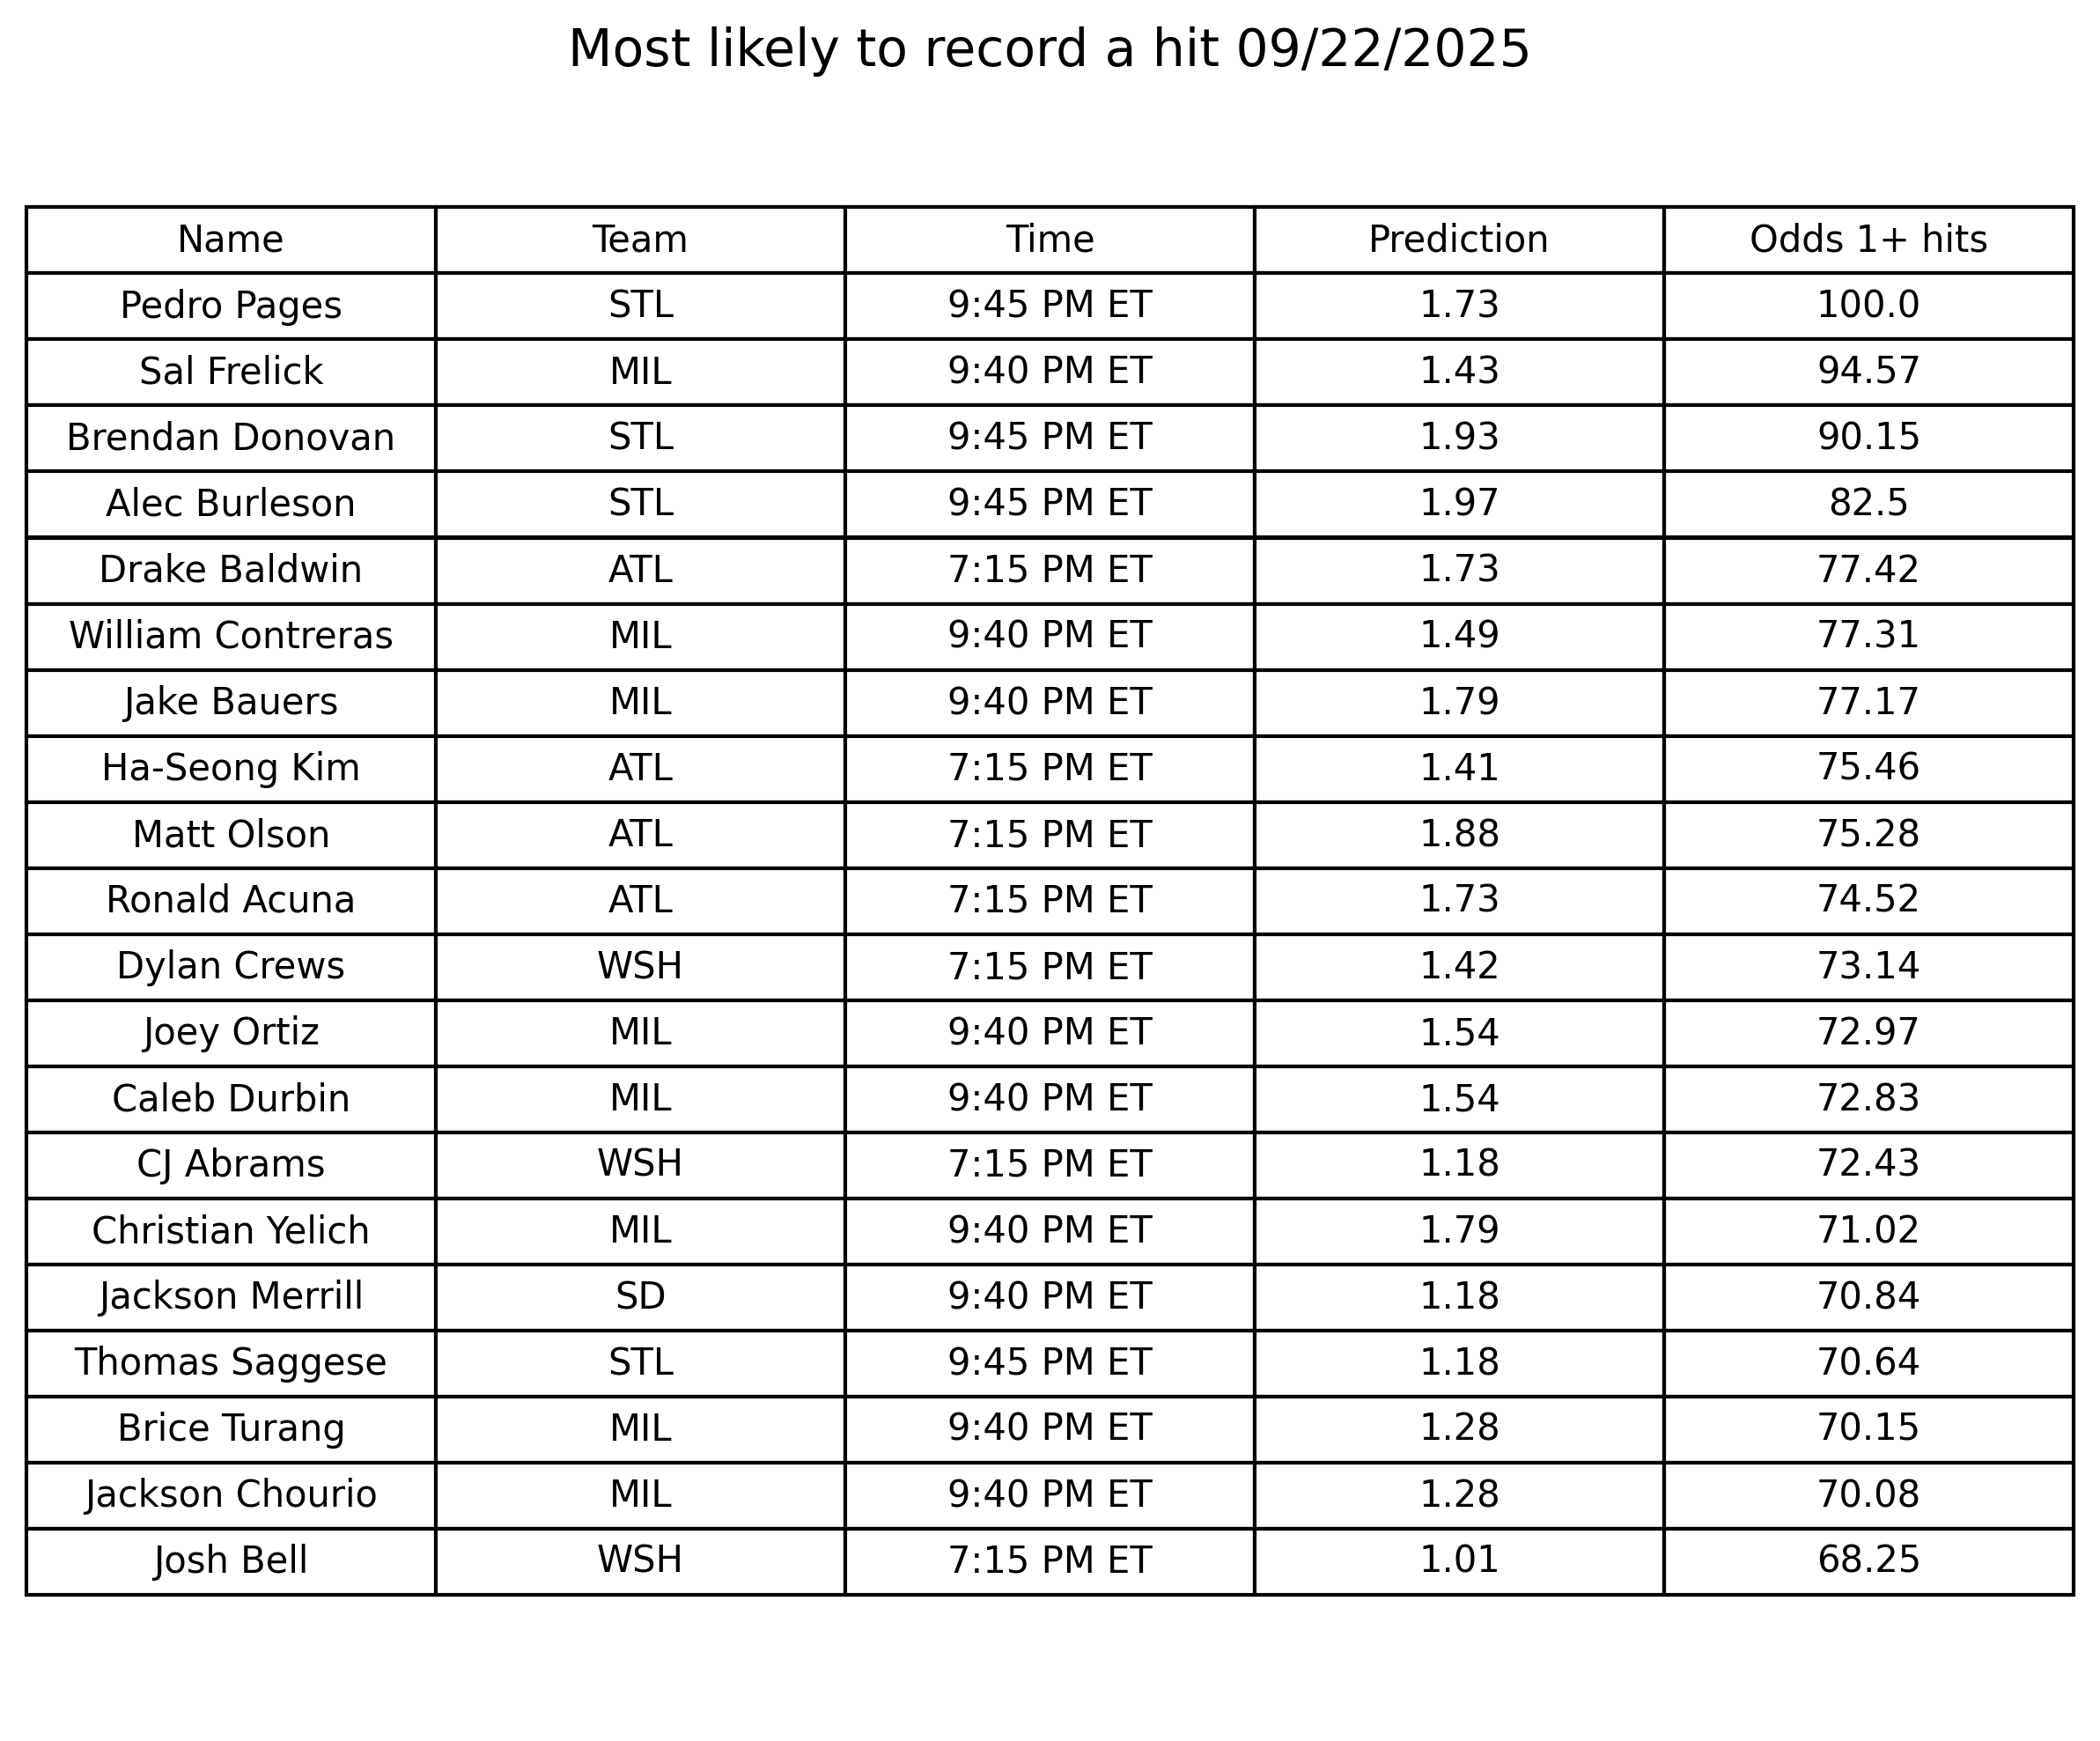 Most likely to record a hit 09/22/2025
Name Team Time Prediction Odds 1+ hits
Pedro Pages STL 9:45 PM ET 1.73 100.0
Sal Frelick MIL 9:40 PM ET 1.43 94.57
Brendan Donovan STL 9:45 PM ET 1.93 90.15
Alec Burleson STL 9:45 PM ET 1.97 82.5
Drake Baldwin ATL 7:15 PM ET 1.73 77.42
William Contreras MIL 9:40 PM ET 1.49 77.31
Jake Bauers MIL 9:40 PM ET 1.79 77.17
Ha-Seong Kim ATL 7:15 PM ET 1.41 75.46
Matt Olson ATL 7:15 PM ET 1.88 75.28
Ronald Acuna ATL 7:15 PM ET 1.73 74.52
Dylan Crews WSH 7:15 PM ET 1.42 73.14
Joey Ortiz MIL 9:40 PM ET 1.54 72.97
Caleb Durbin MIL 9:40 PM ET 1.54 72.83
CJ Abrams WSH 7:15 PM ET 1.18 72.43
Christian Yelich MIL 9:40 PM ET 1.79 71.02
Jackson Merrill SD 9:40 PM ET 1.18 70.84
Thomas Saggese STL 9:45 PM ET 1.18 70.64
Brice Turang MIL 9:40 PM ET 1.28 70.15
Jackson Chourio MIL 9:40 PM ET 1.28 70.08
Josh Bell WSH 7:15 PM ET 1.01 68.25